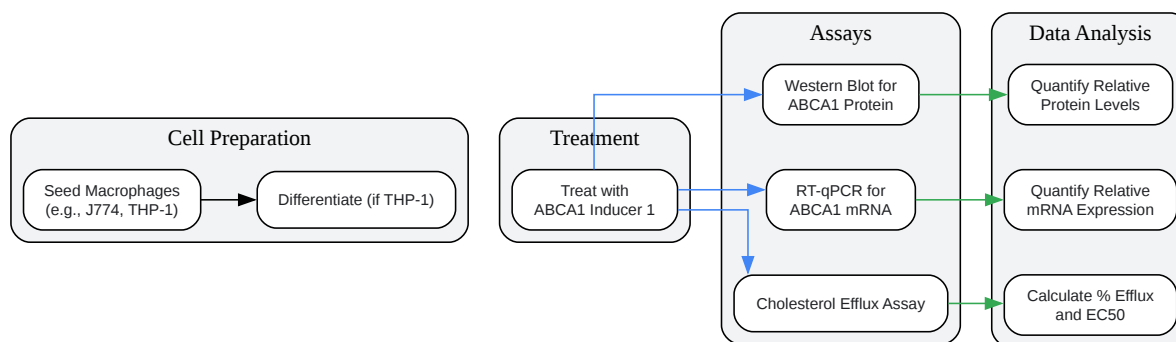 Cell Preparation
Seed Macrophages
(e.g., J774, THP-1)
Differentiate (if THP-1)
Treatment
Treat with
ABCA1 Inducer 1
Assays
Western Blot for
ABCA1 Protein
RT-qPCR for
ABCA1 mRNA
Cholesterol Efflux Assay
Data Analysis
Quantify Relative
Protein Levels
Quantify Relative
mRNA Expression
Calculate % Efflux
and EC50